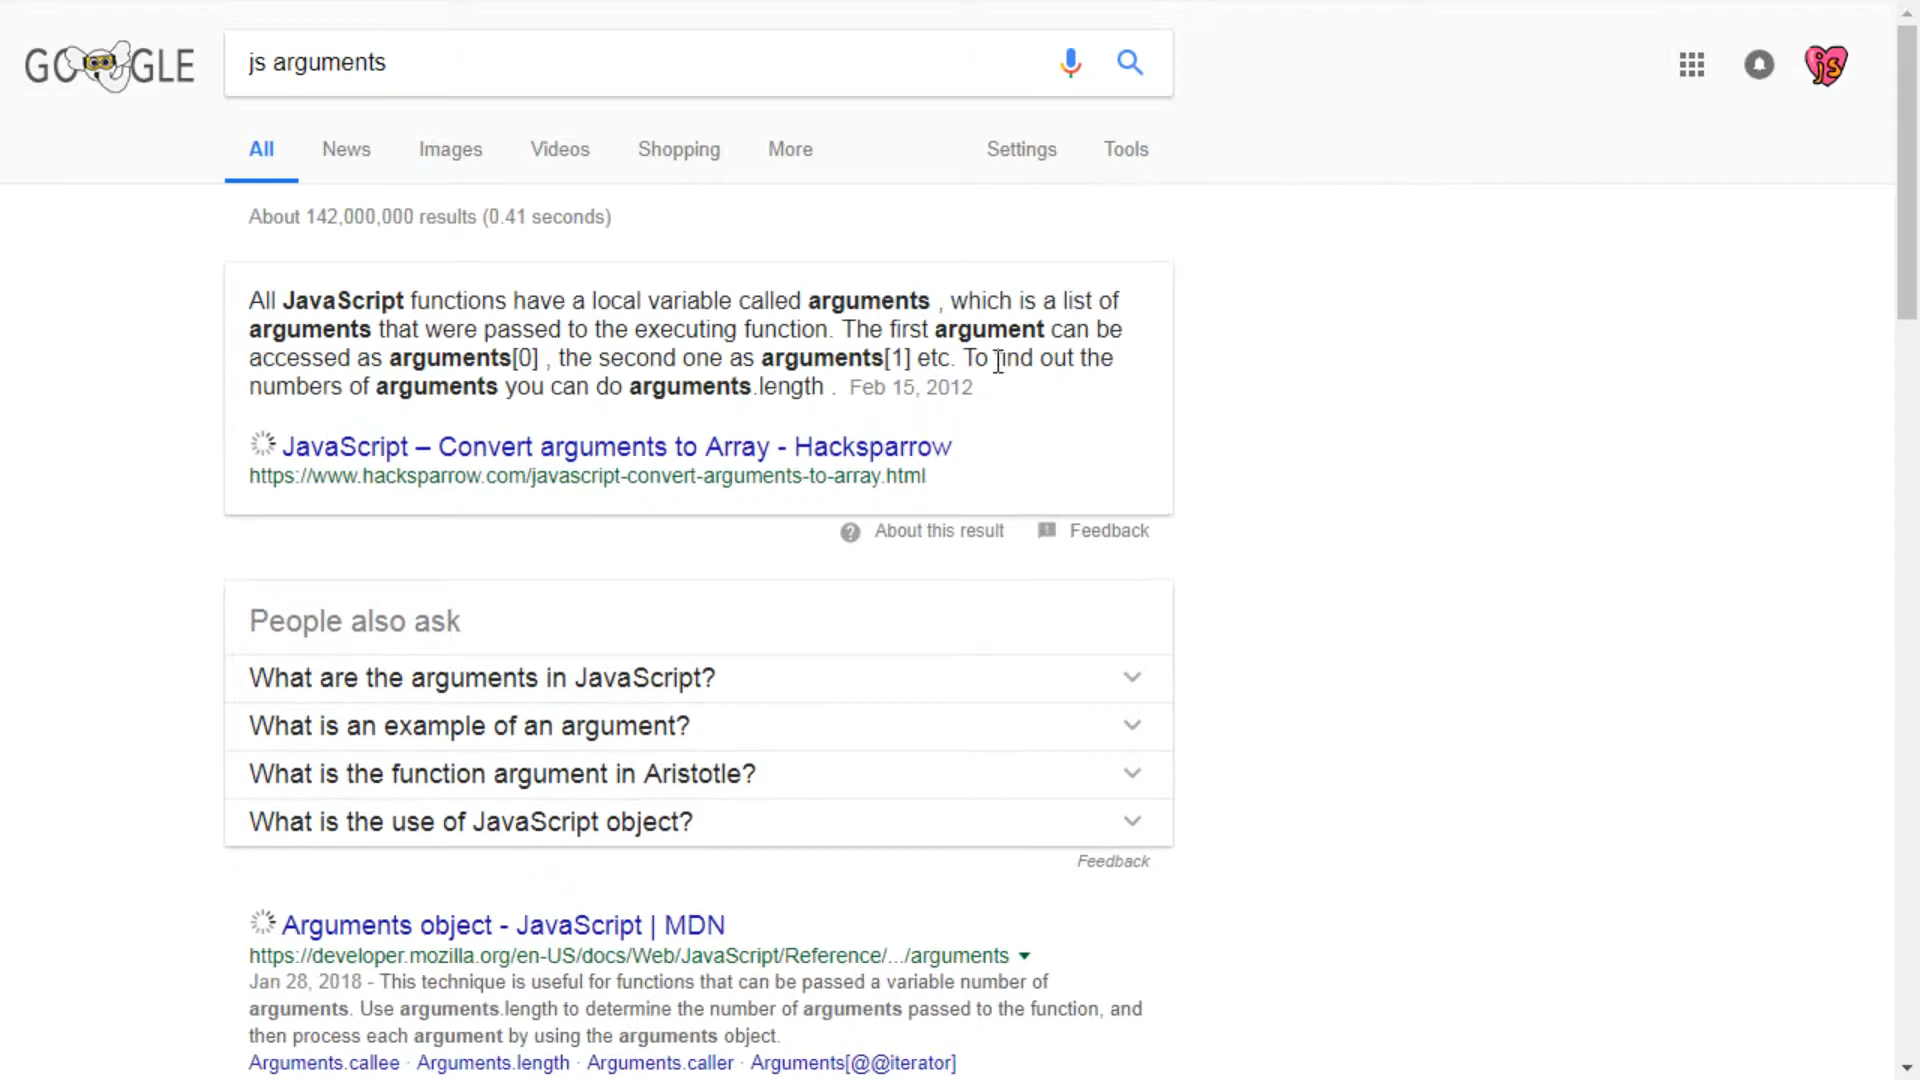 GOOGLE
js arguments
All News Images Videos Shopping More Settings Tools
About 142,000,000 results (0.41 seconds)
All JavaScript functions have a local variable called arguments , which is a list of
arguments that were passed to the executing function. The first argument can be
accessed as arguments[0] , the second one as arguments[1] etc. To find out the
numbers of arguments you can do arguments.length . Feb 15, 2012
JavaScript – Convert arguments to Array - Hacksparrow
https://www.hacksparrow.com/javascript-convert-arguments-to-array.html
About this result Feedback
People also ask
What are the arguments in JavaScript?
What is an example of an argument?
What is the function argument in Aristotle?
What is the use of JavaScript object?
Feedback
Arguments object - JavaScript | MDN
https://developer.mozilla.org/en-US/docs/Web/JavaScript/Reference/.../arguments
Jan 28, 2018 - This technique is useful for functions that can be passed a variable number of
arguments. Use arguments.length to determine the number of arguments passed to the function, and
then process each argument by using the arguments object.
Arguments.callee · Arguments.length · Arguments.caller · Arguments[@@iterator]
js